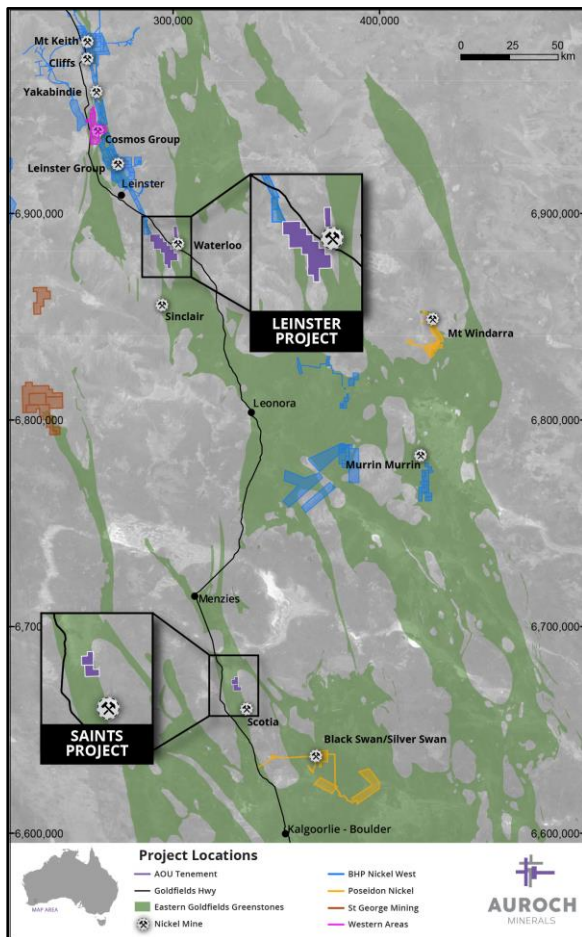 300,000
400,000
Mt Keith
0 25 50
km
Cliffs
Yakabindie
Cosmos Group
Leinster Group
Leinster
6,900,000
6,900,000
Waterloo
LEINSTER
PROJECT
Sinclair
Mt Windarra
Leonora
6,800,000
6,800,000
Murrin Murrin
Menzies
6,700,000
6,700,000
SAINTS
PROJECT
Scotia
Black Swan/Silver Swan
6,600,000
6,600,000
Kalgoorlie - Boulder
Project Locations
AOU Tenement
Goldfields Hwy
Eastern Goldfields Greenstones
Nickel Mine
BHP Nickel West
Poseidon Nickel
St George Mining
Western Areas
MAP AREA
AUROCH
MINERALS